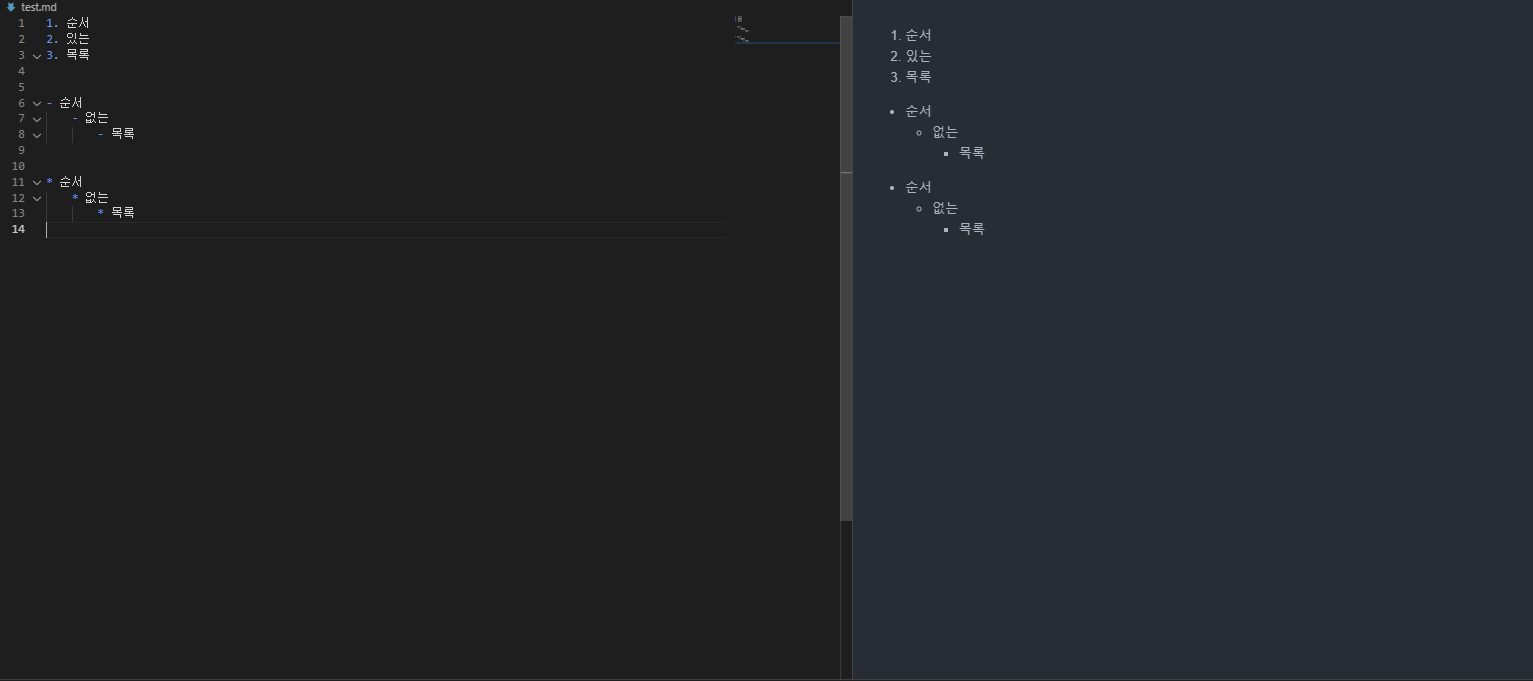 test.md
1 1. 순서
2 2. 있는
3 3. 목록
4
5
6 - 순서
7 - 없는
8 - 목록
9
10
11 * 순서
12 * 없는
13 * 목록
14
1. 순서
2. 있는
3. 목록
• 순서
◦ 없는
▪ 목록
• 순서
◦ 없는
▪ 목록